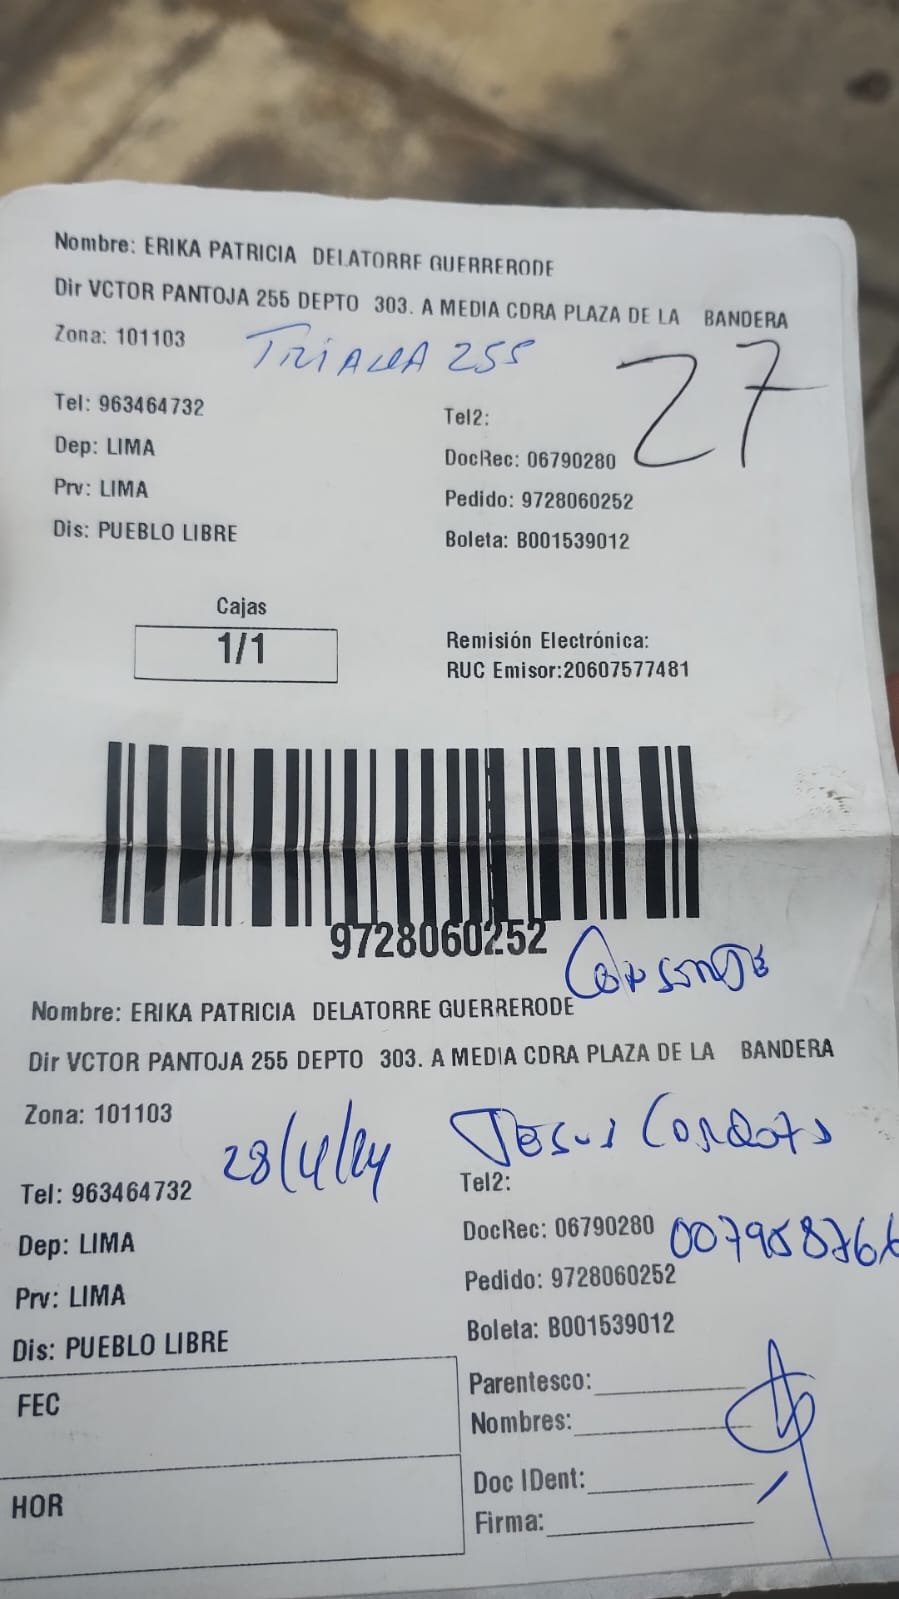 Nombre: ERIKA PATRICIA DELATORRE GUERRERODE
Dir VCTOR PANTOJA 255 DEPTO 303. A MEDIA CDRA PLAZA DE LA BANDERA
Zona: 101103
255
27
Tel: 963464732
Tel2:
Dep: LIMA
DocRec: 06790280
Prv: LIMA
Pedido: 9728060252
Dis: PUEBLO LIBRE
Boleta: B001539012
Cajas
1/1
Remisión Electrónica:
RUC Emisor:20607577481
9728060252
Nombre: ERIKA PATRICIA DELATORRE GUERRERODE
Dir VCTOR PANTOJA 255 DEPTO 303. A MEDIA CDRA PLAZA DE LA BANDERA
Zona: 101103
28/4/24
Jesus
Tel: 963464732
Tel2:
Dep: LIMA
DocRec: 06790280
Prv: LIMA
Pedido: 9728060252
Dis: PUEBLO LIBRE
Boleta: B001539012
FEC
Parentesco:
Nombres:
HOR
Doc IDent:
Firma: